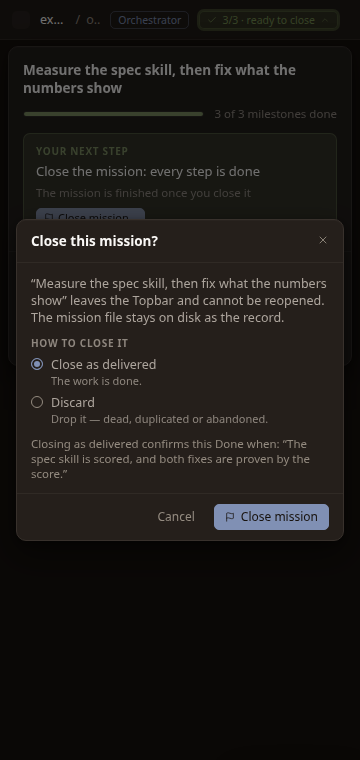 ex... / o.. Orchestrator 3/3 · ready to close
Measure the spec skill, then fix what the
numbers show
3 of 3 milestones done
YOUR NEXT STEP
Close the mission: every step is done
The mission is finished once you close it
Close mission
Close this mission?
“Measure the spec skill, then fix what the numbers
show” leaves the Topbar and cannot be reopened.
The mission file stays on disk as the record.
HOW TO CLOSE IT
Close as delivered
The work is done.
Discard
Drop it — dead, duplicated or abandoned.
Closing as delivered confirms this Done when: “The
spec skill is scored, and both fixes are proven by the
score.”
Cancel Close mission